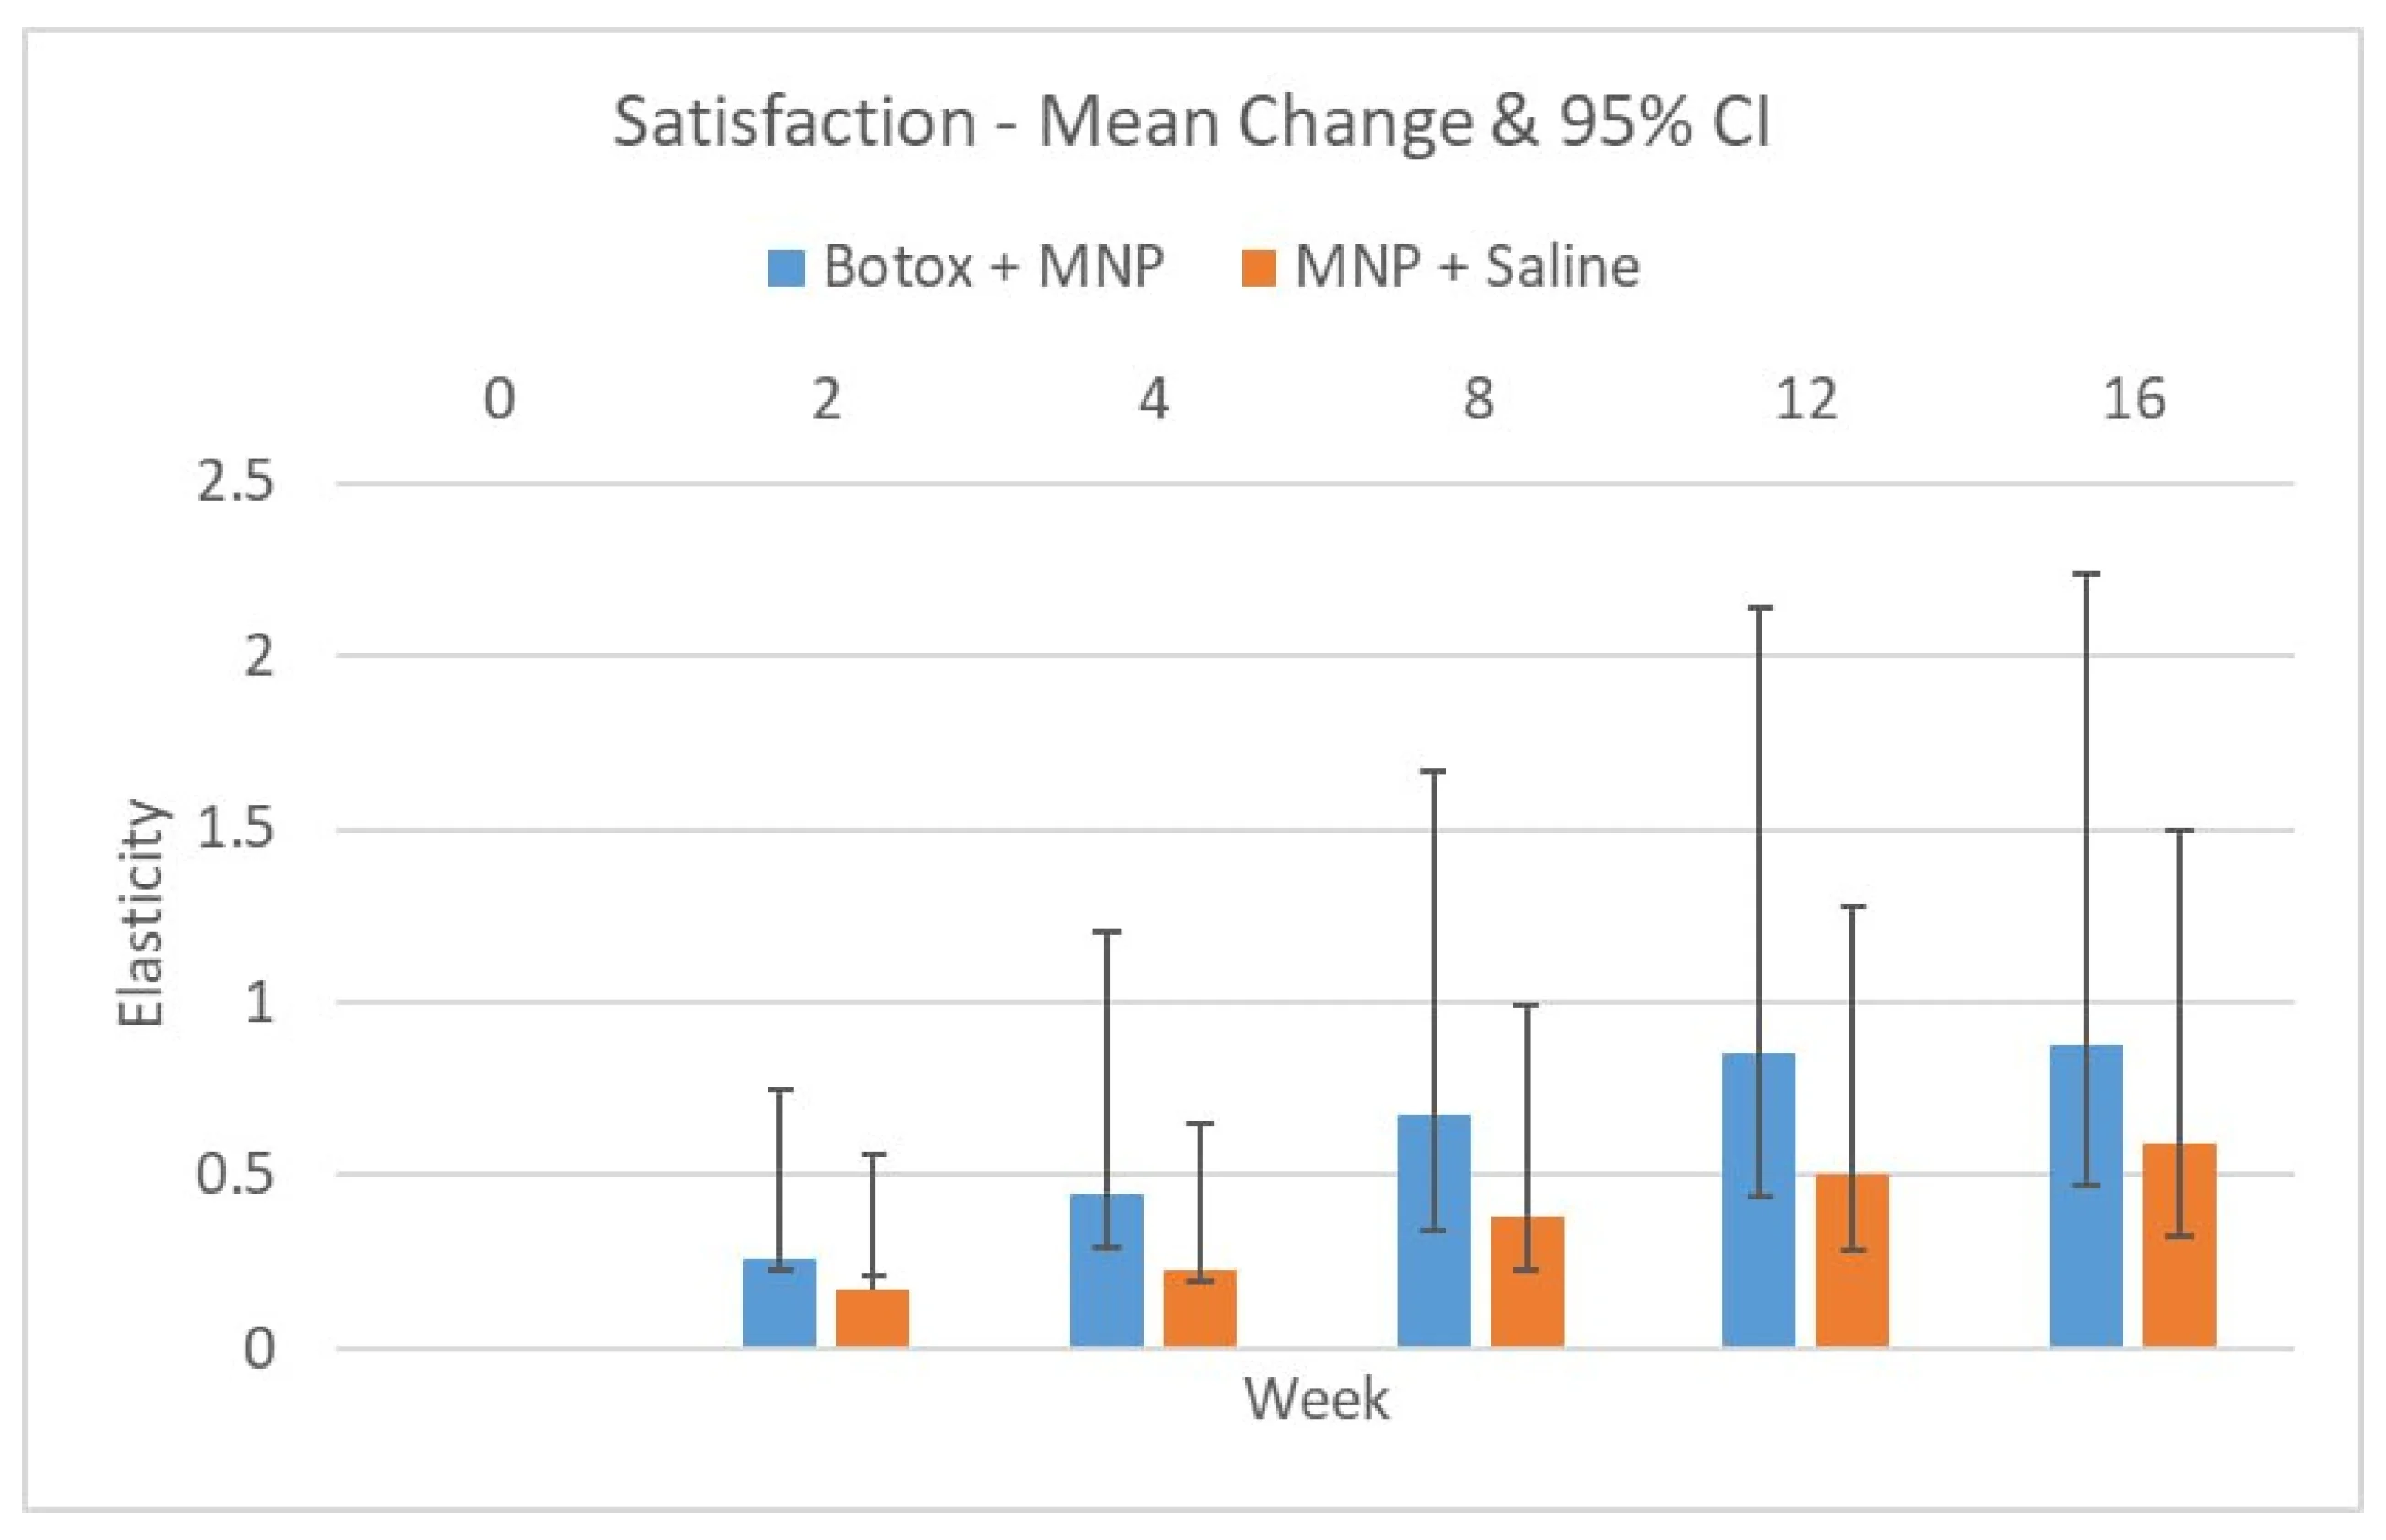 Satisfaction - Mean Change & 95% CI
Botox + MNP MNP + Saline
0 2 4 8 12 16
2.5
2
1.5
1
0.5
0
Elasticity
Week